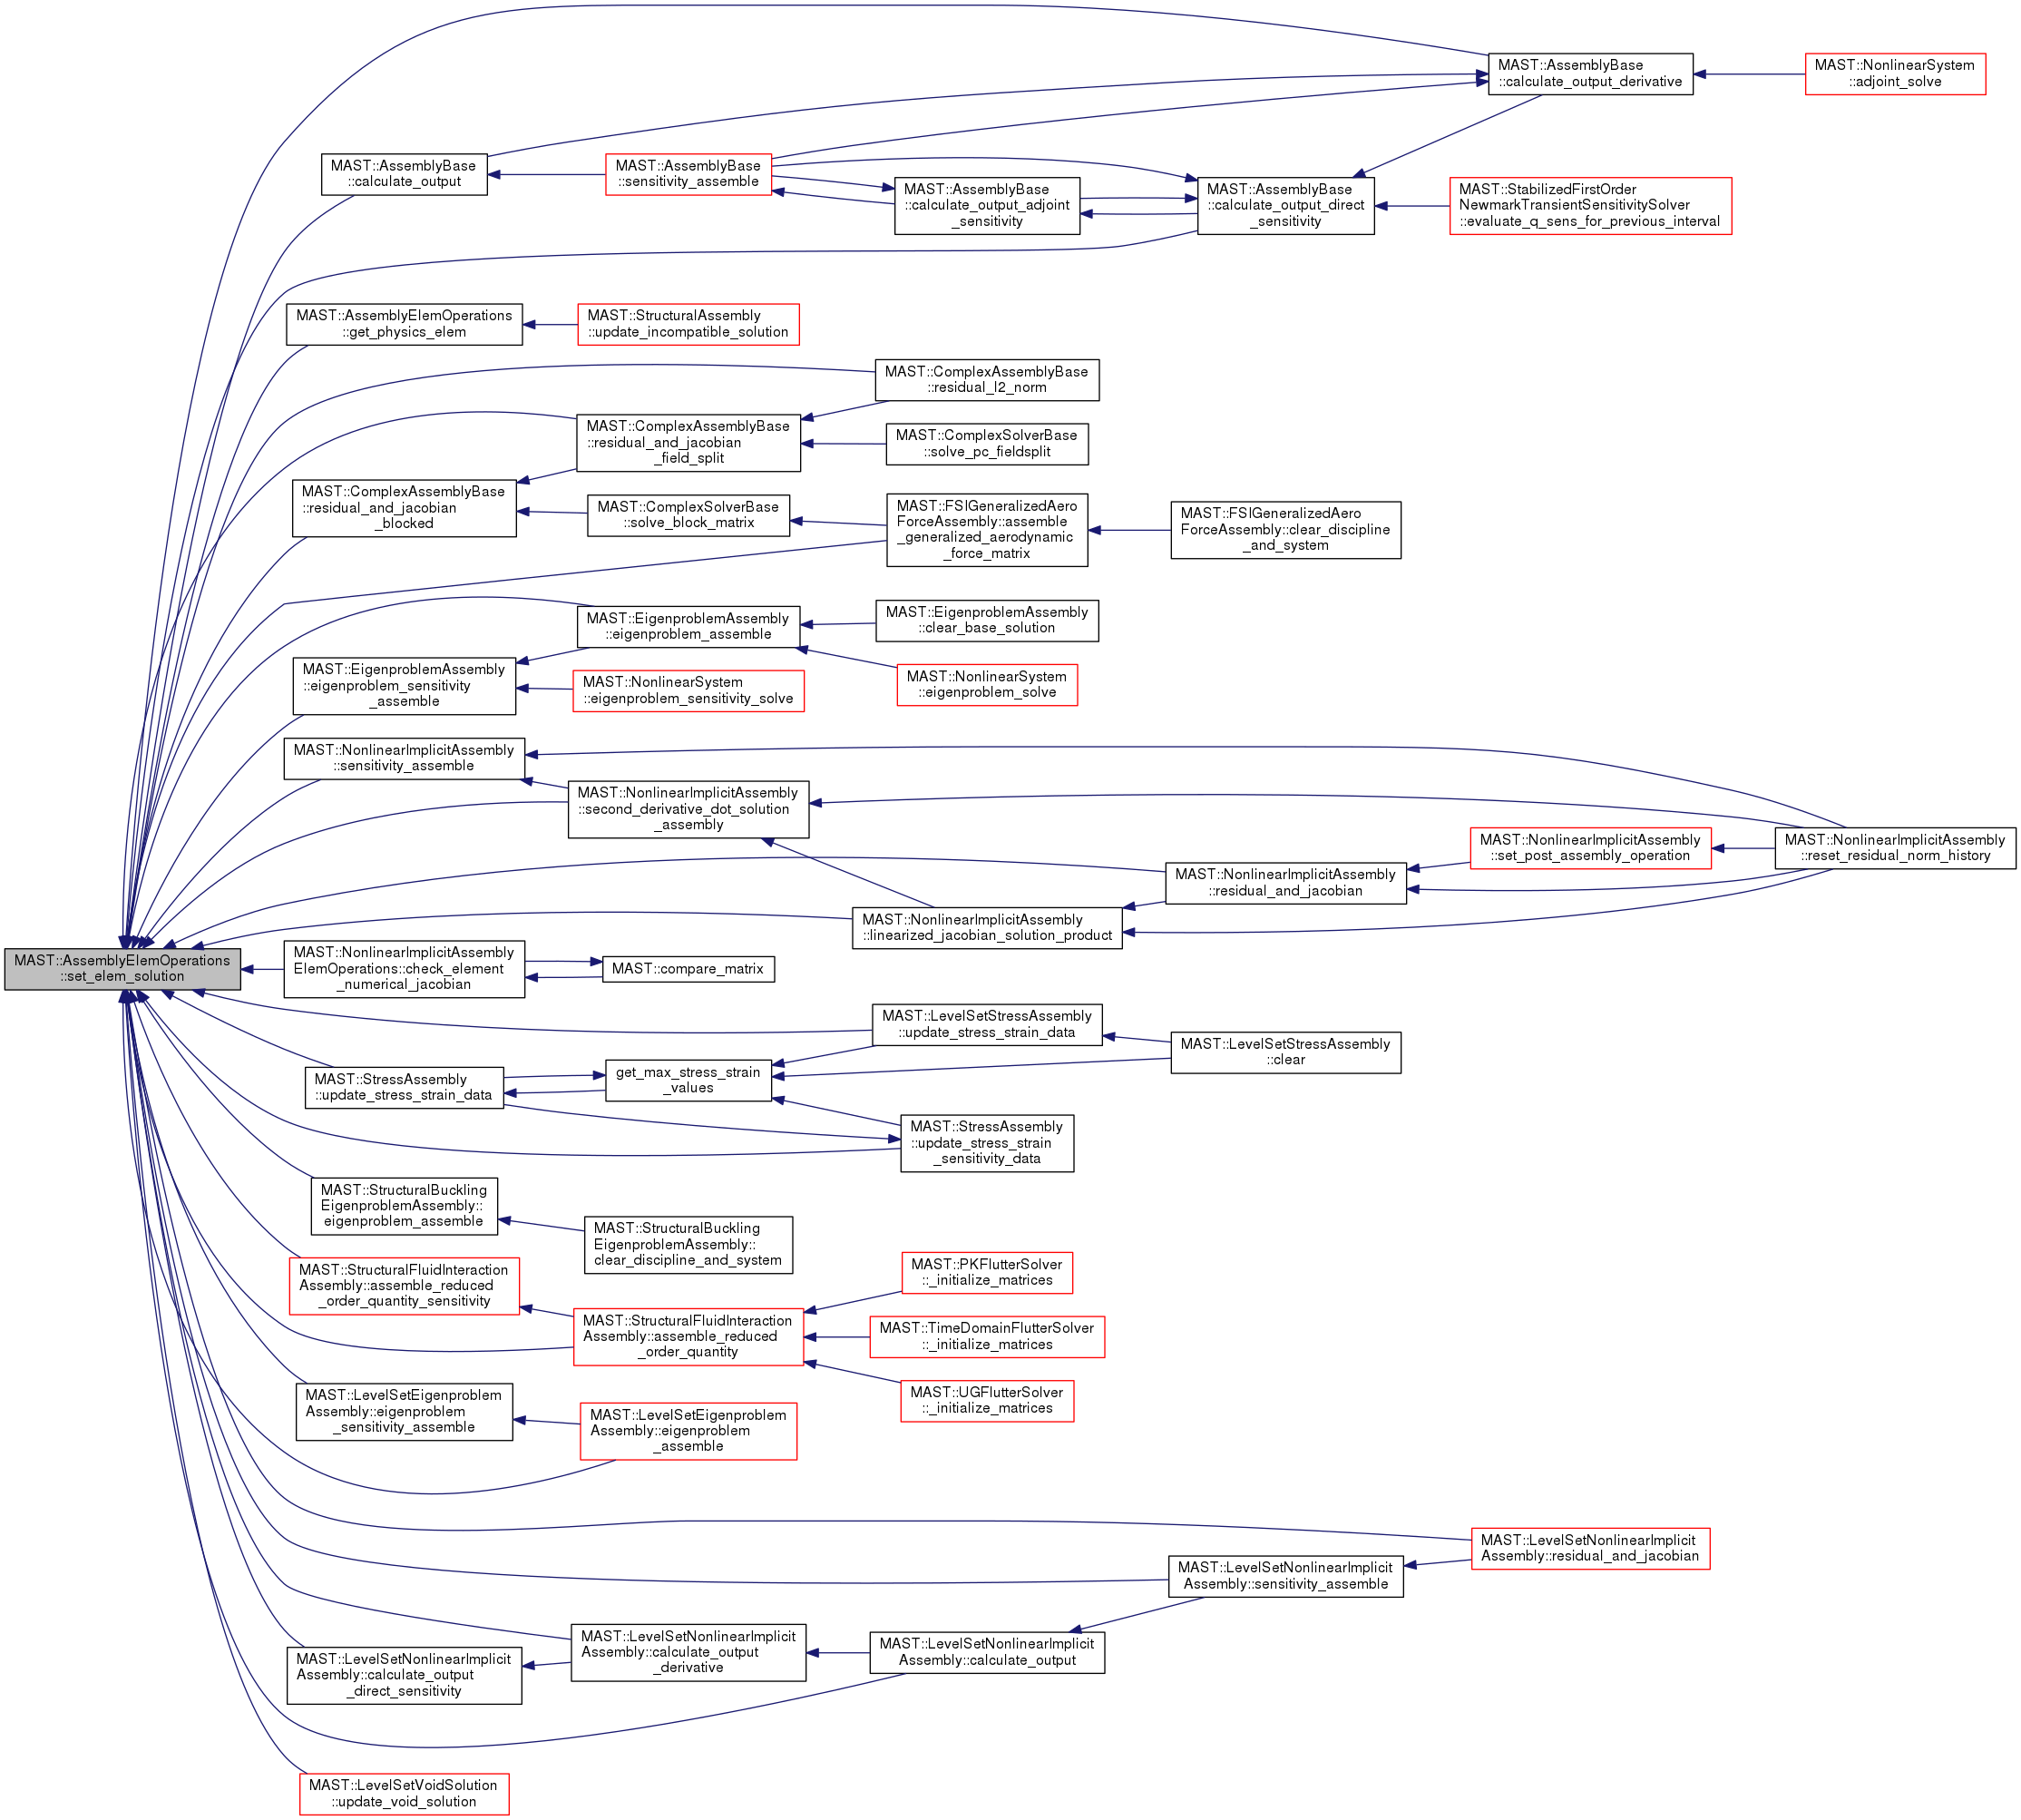 MAST::AssemblyBase
::calculate_output_derivative
MAST::NonlinearSystem
::adjoint_solve
MAST::AssemblyBase
::calculate_output
MAST::AssemblyBase
::sensitivity_assemble
MAST::AssemblyBase
::calculate_output_adjoint
_sensitivity
MAST::AssemblyBase
::calculate_output_direct
_sensitivity
MAST::StabilizedFirstOrder
NewmarkTransientSensitivitySolver
::evaluate_q_sens_for_previous_interval
MAST::AssemblyElemOperations
::get_physics_elem
MAST::StructuralAssembly
::update_incompatible_solution
MAST::ComplexAssemblyBase
::residual_l2_norm
MAST::ComplexAssemblyBase
::residual_and_jacobian
_field_split
MAST::ComplexSolverBase
::solve_pc_fieldsplit
MAST::ComplexAssemblyBase
::residual_and_jacobian
_blocked
MAST::ComplexSolverBase
::solve_block_matrix
MAST::FSIGeneralizedAero
ForceAssembly::assemble
_generalized_aerodynamic
_force_matrix
MAST::FSIGeneralizedAero
ForceAssembly::clear_discipline
_and_system
MAST::EigenproblemAssembly
::eigenproblem_assemble
MAST::EigenproblemAssembly
::clear_base_solution
MAST::EigenproblemAssembly
::eigenproblem_sensitivity
_assemble
MAST::NonlinearSystem
::eigenproblem_sensitivity_solve
MAST::NonlinearSystem
::eigenproblem_solve
MAST::NonlinearImplicitAssembly
::sensitivity_assemble
MAST::NonlinearImplicitAssembly
::second_derivative_dot_solution
_assembly
MAST::NonlinearImplicitAssembly
::residual_and_jacobian
MAST::NonlinearImplicitAssembly
::set_post_assembly_operation
MAST::NonlinearImplicitAssembly
::reset_residual_norm_history
MAST::NonlinearImplicitAssembly
::linearized_jacobian_solution_product
MAST::AssemblyElemOperations
::set_elem_solution
MAST::NonlinearImplicitAssembly
ElemOperations::check_element
_numerical_jacobian
MAST::compare_matrix
MAST::LevelSetStressAssembly
::update_stress_strain_data
MAST::LevelSetStressAssembly
::clear
MAST::StressAssembly
::update_stress_strain_data
get_max_stress_strain
_values
MAST::StressAssembly
::update_stress_strain
_sensitivity_data
MAST::StructuralBuckling
EigenproblemAssembly::
eigenproblem_assemble
MAST::StructuralBuckling
EigenproblemAssembly::
clear_discipline_and_system
MAST::StructuralFluidInteraction
Assembly::assemble_reduced
_order_quantity_sensitivity
MAST::StructuralFluidInteraction
Assembly::assemble_reduced
_order_quantity
MAST::PKFlutterSolver
::_initialize_matrices
MAST::TimeDomainFlutterSolver
::_initialize_matrices
MAST::UGFlutterSolver
::_initialize_matrices
MAST::LevelSetEigenproblem
Assembly::eigenproblem
_sensitivity_assemble
MAST::LevelSetEigenproblem
Assembly::eigenproblem
_assemble
MAST::LevelSetNonlinearImplicit
Assembly::residual_and_jacobian
MAST::LevelSetNonlinearImplicit
Assembly::sensitivity_assemble
MAST::LevelSetNonlinearImplicit
Assembly::calculate_output
_derivative
MAST::LevelSetNonlinearImplicit
Assembly::calculate_output
MAST::LevelSetNonlinearImplicit
Assembly::calculate_output
_direct_sensitivity
MAST::LevelSetVoidSolution
::update_void_solution